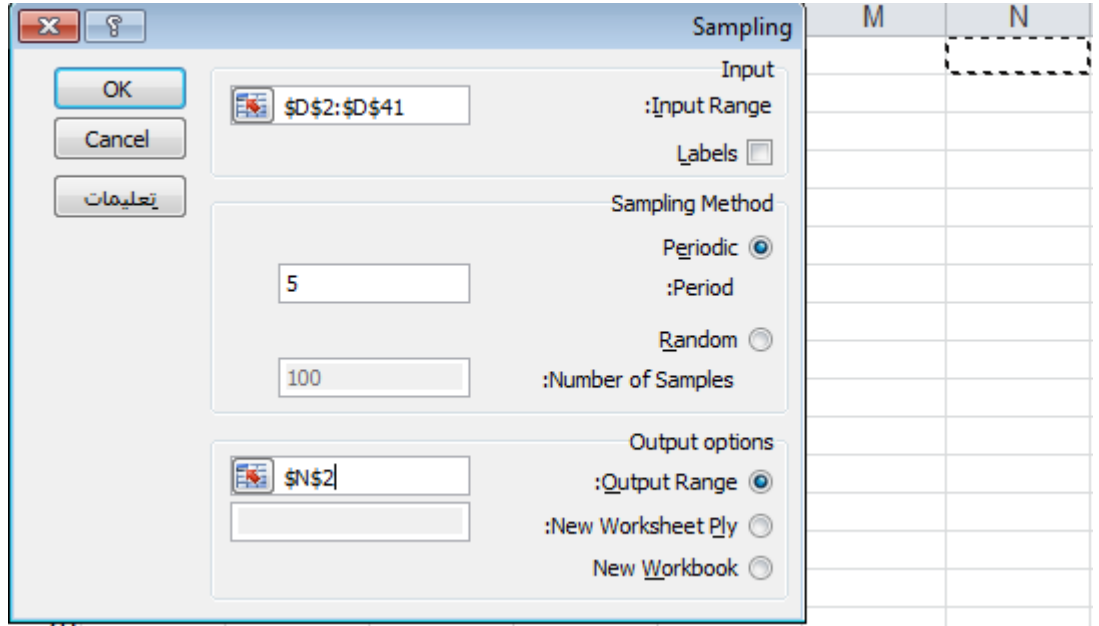 Sampling
M N
Input
:Input Range $D$2:$D$41
Labels
OK
Cancel
تعليمات
Sampling Method
Periodic
:Period 5
Random
:Number of Samples 100
Output options
:Output Range $N$2
:New Worksheet Ply
New Workbook